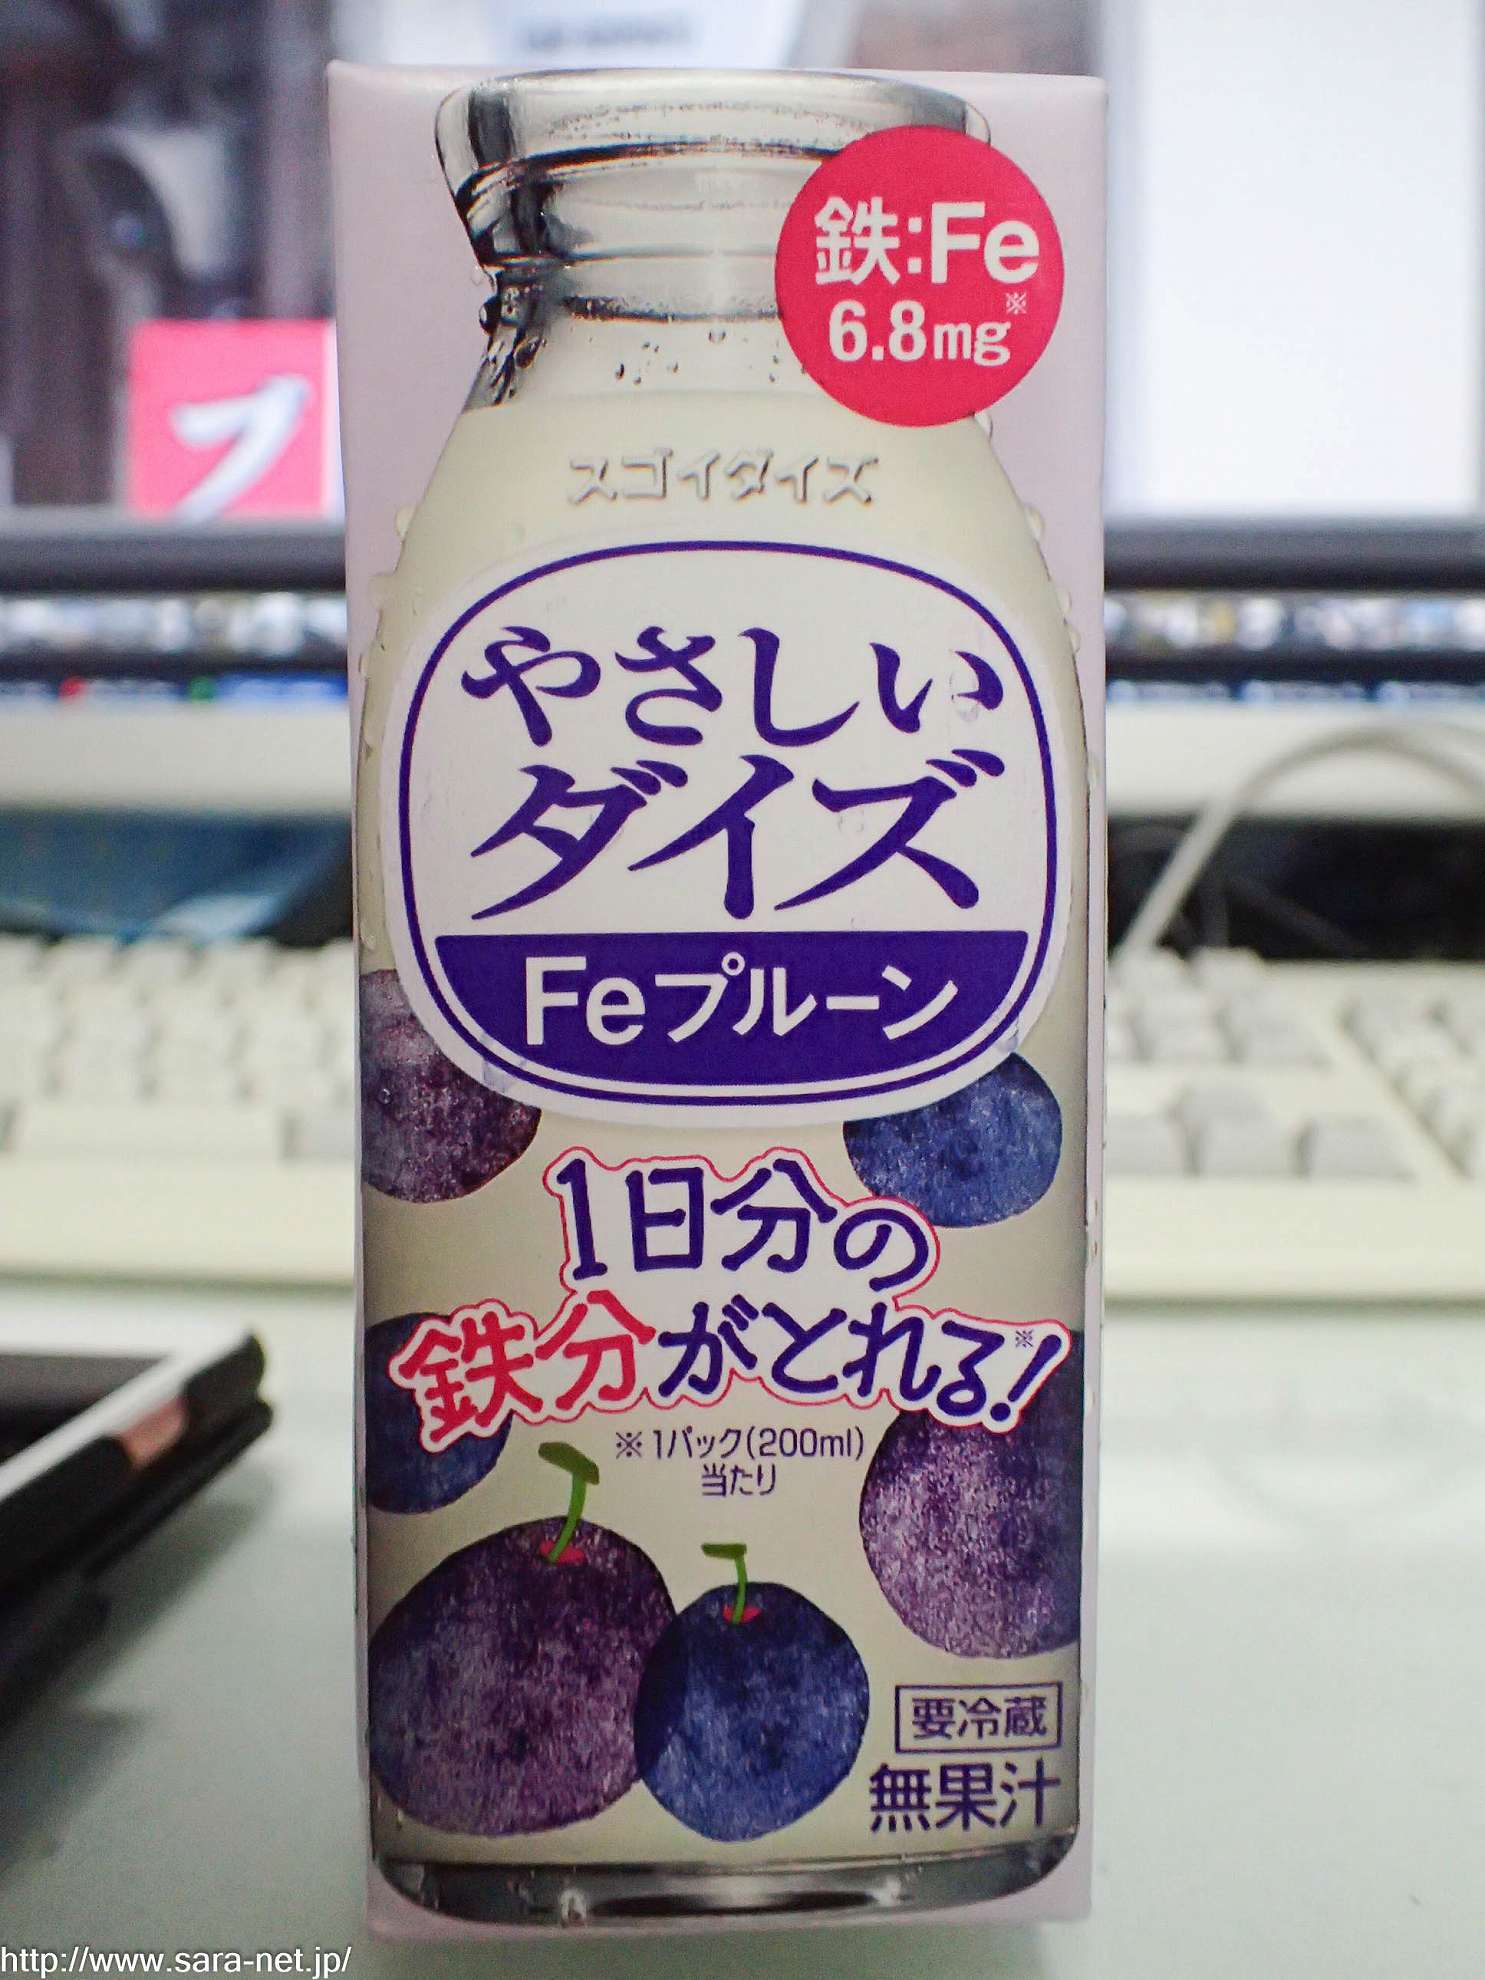 鉄:Fe
6.8mg※
スゴイダイズ
やさしい
ダイズ
Feプルーン
1日分の
鉄分がとれる!※
※1パック(200ml)
当たり
要冷蔵
無果汁
プ
http://www.sara-net.jp/